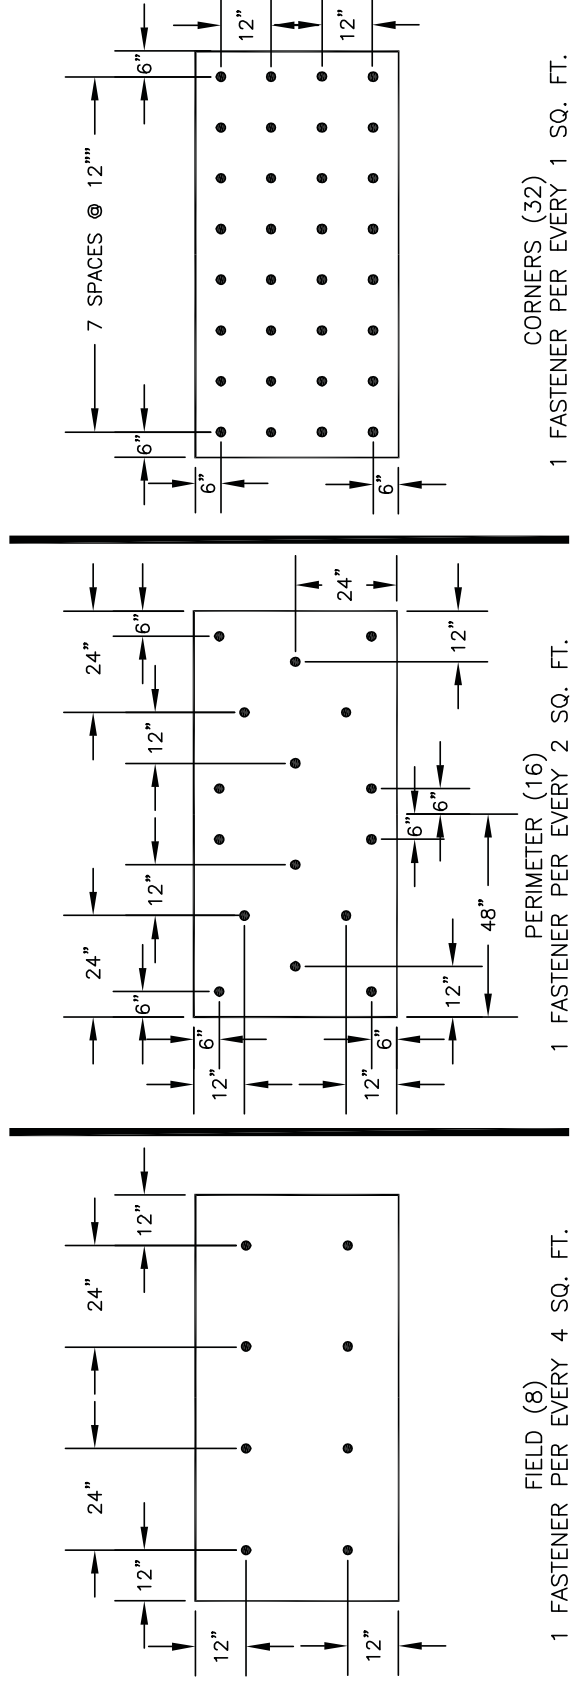 24" 24"
12" 12"
12"
12"
FIELD (8)
1 FASTENER PER EVERY 4 SQ. FT.
24" 24"
6" 12" 12" 6"
6"
12"
24"
12"
6"
6" 6"
12" 12"
48"
PERIMETER (16)
1 FASTENER PER EVERY 2 SQ. FT.
7 SPACES @ 12""
6" 6"
6"
12"
12"
6"
CORNERS (32)
1 FASTENER PER EVERY 1 SQ. FT.